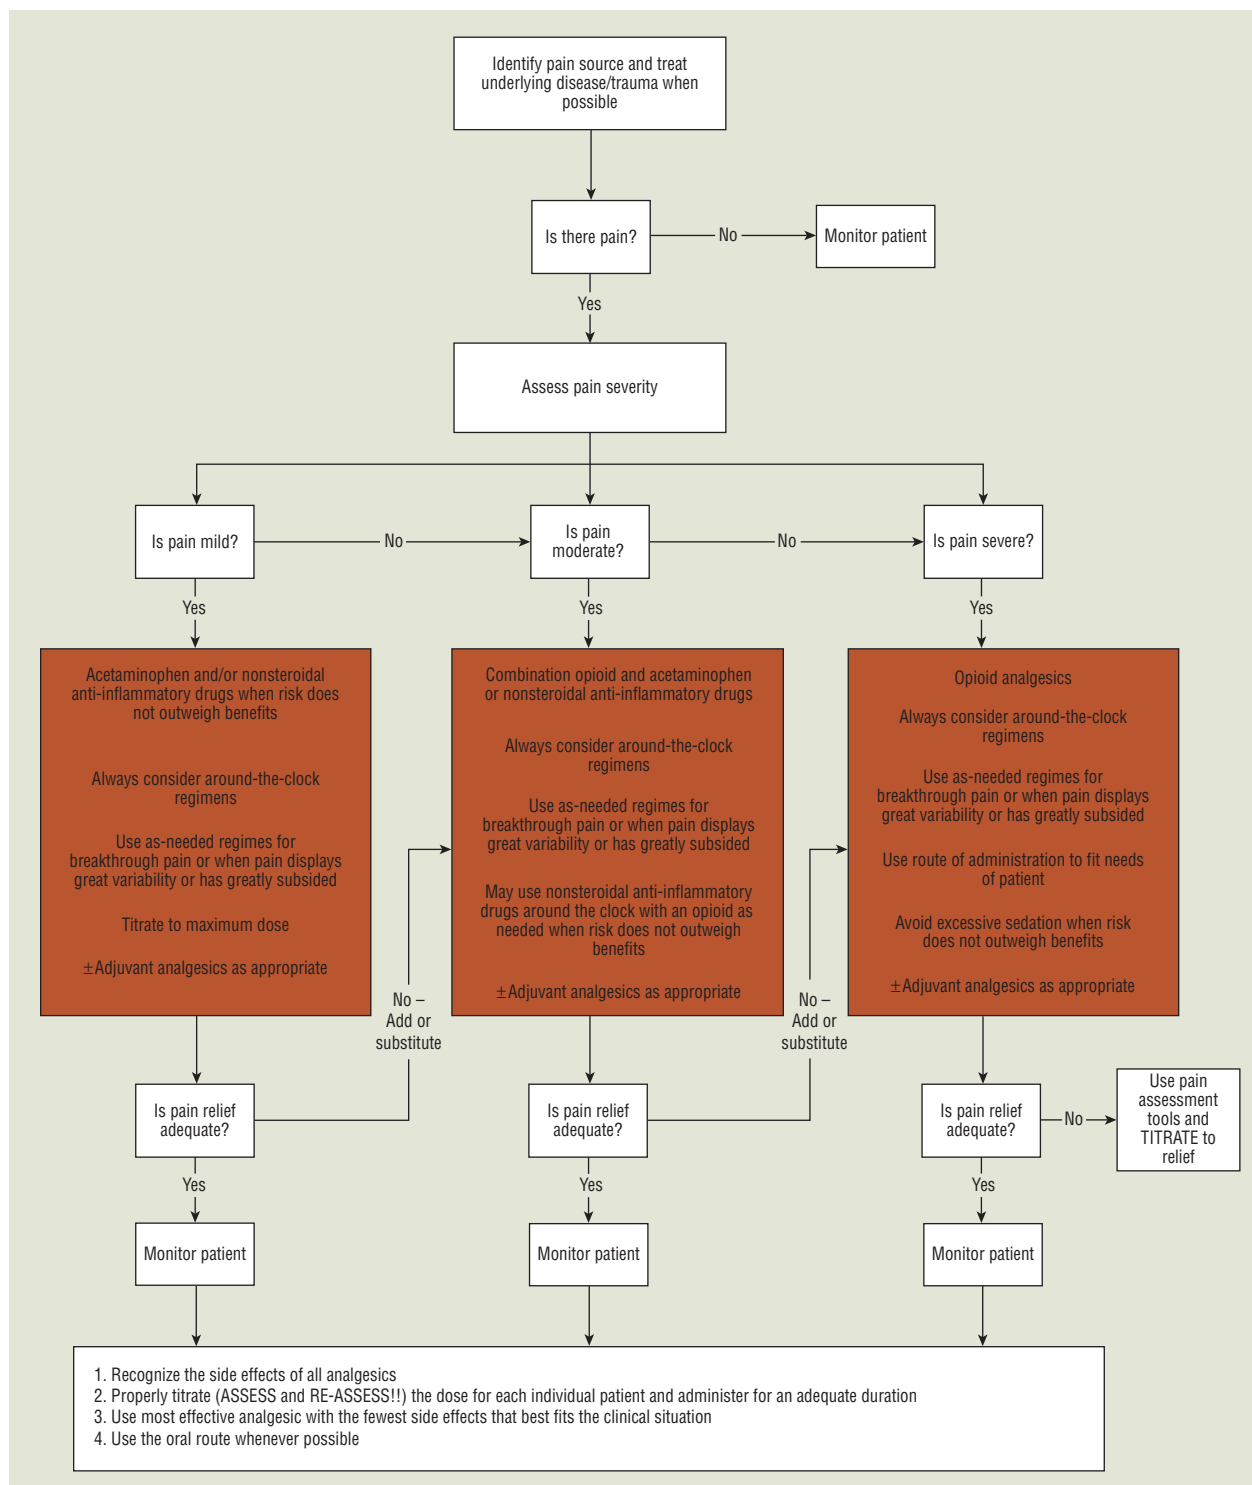 Identify pain source and treat
underlying disease/trauma when
possible
Is there pain?
No
Monitor patient
Yes
Assess pain severity
Is pain mild?
No
Is pain
moderate?
No
Is pain severe?
Yes
Yes
Yes
Acetaminophen and/or nonsteroidal
anti-inflammatory drugs when risk does
not outweigh benefits
Always consider around-the-clock
regimens
Use as-needed regimes for
breakthrough pain or when pain displays
great variability or has greatly subsided
Titrate to maximum dose
±Adjuvant analgesics as appropriate
Combination opioid and acetaminophen
or nonsteroidal anti-inflammatory drugs
Always consider around-the-clock
regimens
Use as-needed regimes for
breakthrough pain or when pain displays
great variability or has greatly subsided
May use nonsteroidal anti-inflammatory
drugs around the clock with an opioid as
needed when risk does not outweigh
benefits
±Adjuvant analgesics as appropriate
Opioid analgesics
Always consider around-the-clock
regimens
Use as-needed regimes for
breakthrough pain or when pain displays
great variability or has greatly subsided
Use route of administration to fit needs
of patient
Avoid excessive sedation when risk
does not outweigh benefits
±Adjuvant analgesics as appropriate
No –
Add or
substitute
No –
Add or
substitute
Is pain relief
adequate?
Is pain relief
adequate?
Is pain relief
adequate?
No
Use pain
assessment
tools and
TITRATE to
relief
Yes
Yes
Yes
Monitor patient
Monitor patient
Monitor patient
1. Recognize the side effects of all analgesics
2. Properly titrate (ASSESS and RE-ASSESS!!) the dose for each individual patient and administer for an adequate duration
3. Use most effective analgesic with the fewest side effects that best fits the clinical situation
4. Use the oral route whenever possible